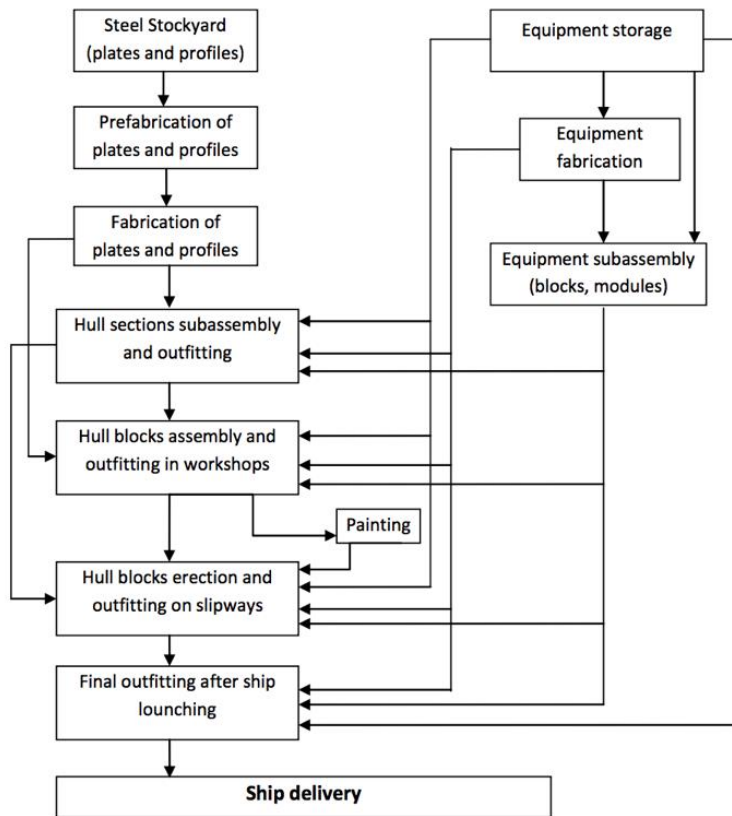 Steel Stockyard
(plates and profiles)
Equipment storage
Prefabrication of
plates and profiles
Equipment
fabrication
Fabrication of
plates and profiles
Equipment subassembly
(blocks, modules)
Hull sections subassembly
and outfitting
Hull blocks assembly and
outfitting in workshops
Painting
Hull blocks erection and
outfitting on slipways
Final outfitting after ship
lounching
Ship delivery